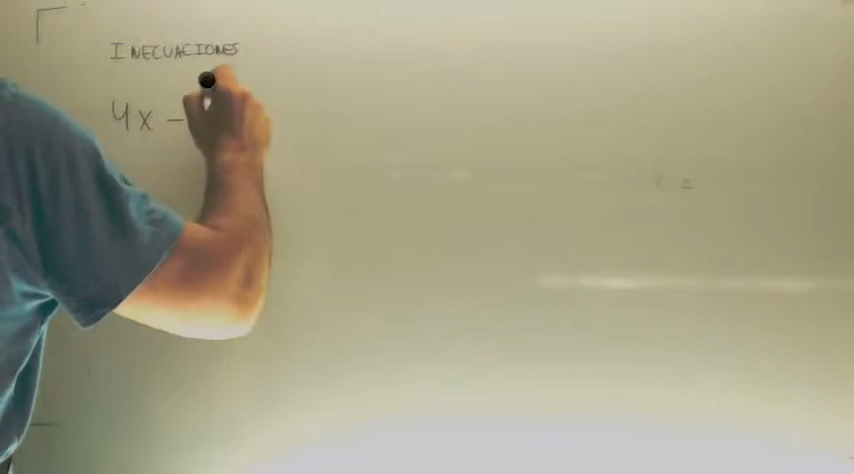 INECUACIONES
4x -
x =